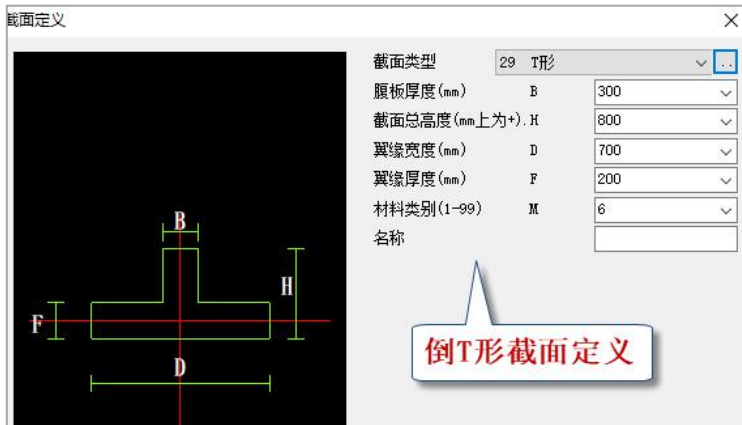 截面定义
截面类型 29 T形 ..
腹板厚度(mm) B 300
截面总高度(mm上为+). H 800
翼缘宽度(mm) D 700
翼缘厚度(mm) F 200
材料类别(1-99) M 6
名称
B
H
F
D
倒T形截面定义